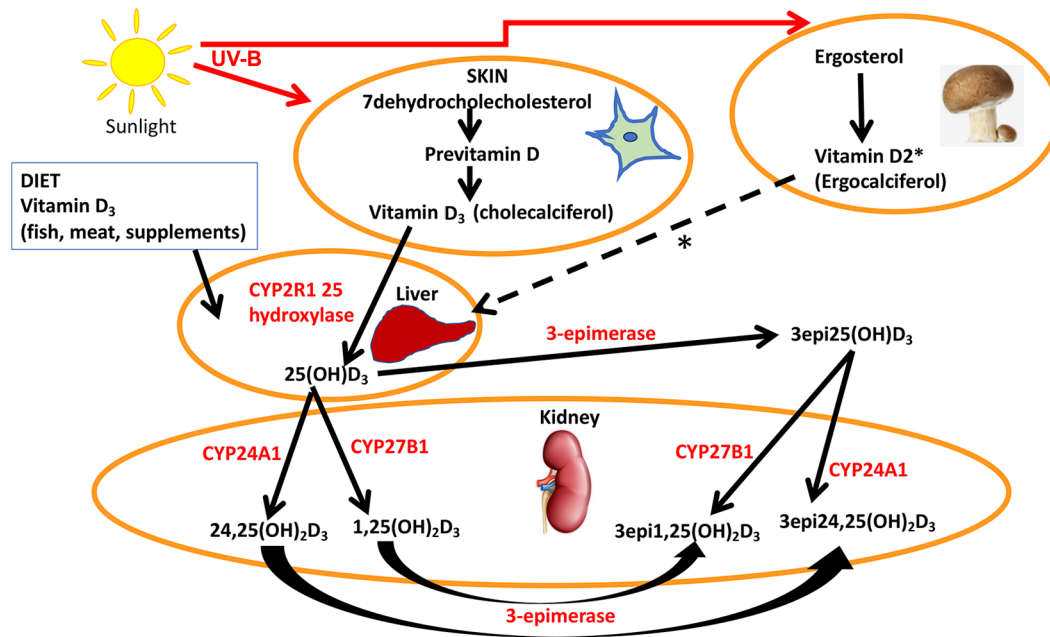 UV-B
Sunlight
SKIN
7dehydrocholecholesterol
Previtamin D
Vitamin D₃ (cholecalciferol)
Ergosterol
Vitamin D2*
(Ergocalciferol)
DIET
Vitamin D₃
(fish, meat, supplements)
*
CYP2R1 25
hydroxylase
Liver
25(OH)D₃
3-epimerase
3epi25(OH)D₃
Kidney
CYP24A1
CYP27B1
CYP27B1
CYP24A1
24,25(OH)₂D₃
1,25(OH)₂D₃
3epi1,25(OH)₂D₃
3epi24,25(OH)₂D₃
3-epimerase